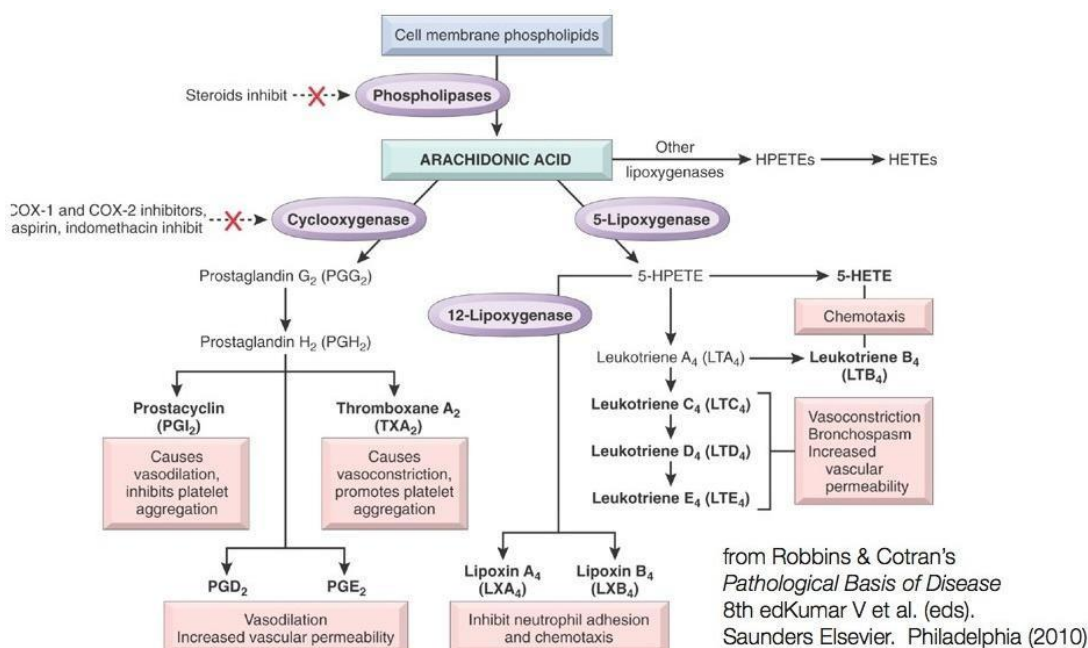 Cell membrane phospholipids
Steroids inhibit
Phospholipases
ARACHIDONIC ACID
Other
lipoxygenases
HPETEs
HETEs
COX-1 and COX-2 inhibitors,
aspirin, indomethacin inhibit
Cyclooxygenase
5-Lipoxygenase
Prostaglandin G₂ (PGG₂)
5-HPETE
5-HETE
12-Lipoxygenase
Chemotaxis
Prostaglandin H₂ (PGH₂)
Leukotriene A₄ (LTA₄)
Leukotriene B₄
(LTB₄)
Prostacyclin
(PGI₂)
Thromboxane A₂
(TXA₂)
Leukotriene C₄ (LTC₄)
Leukotriene D₄ (LTD₄)
Leukotriene E₄ (LTE₄)
Vasoconstriction
Bronchospasm
Increased
vascular
permeability
Causes
vasodilation,
inhibits platelet
aggregation
Causes
vasoconstriction,
promotes platelet
aggregation
PGD₂
PGE₂
Vasodilation
Increased vascular permeability
Lipoxin A₄
(LXA₄)
Lipoxin B₄
(LXB₄)
Inhibit neutrophil adhesion
and chemotaxis
from Robbins & Cotran's
Pathological Basis of Disease
8th edKumar V et al. (eds).
Saunders Elsevier. Philadelphia (2010)